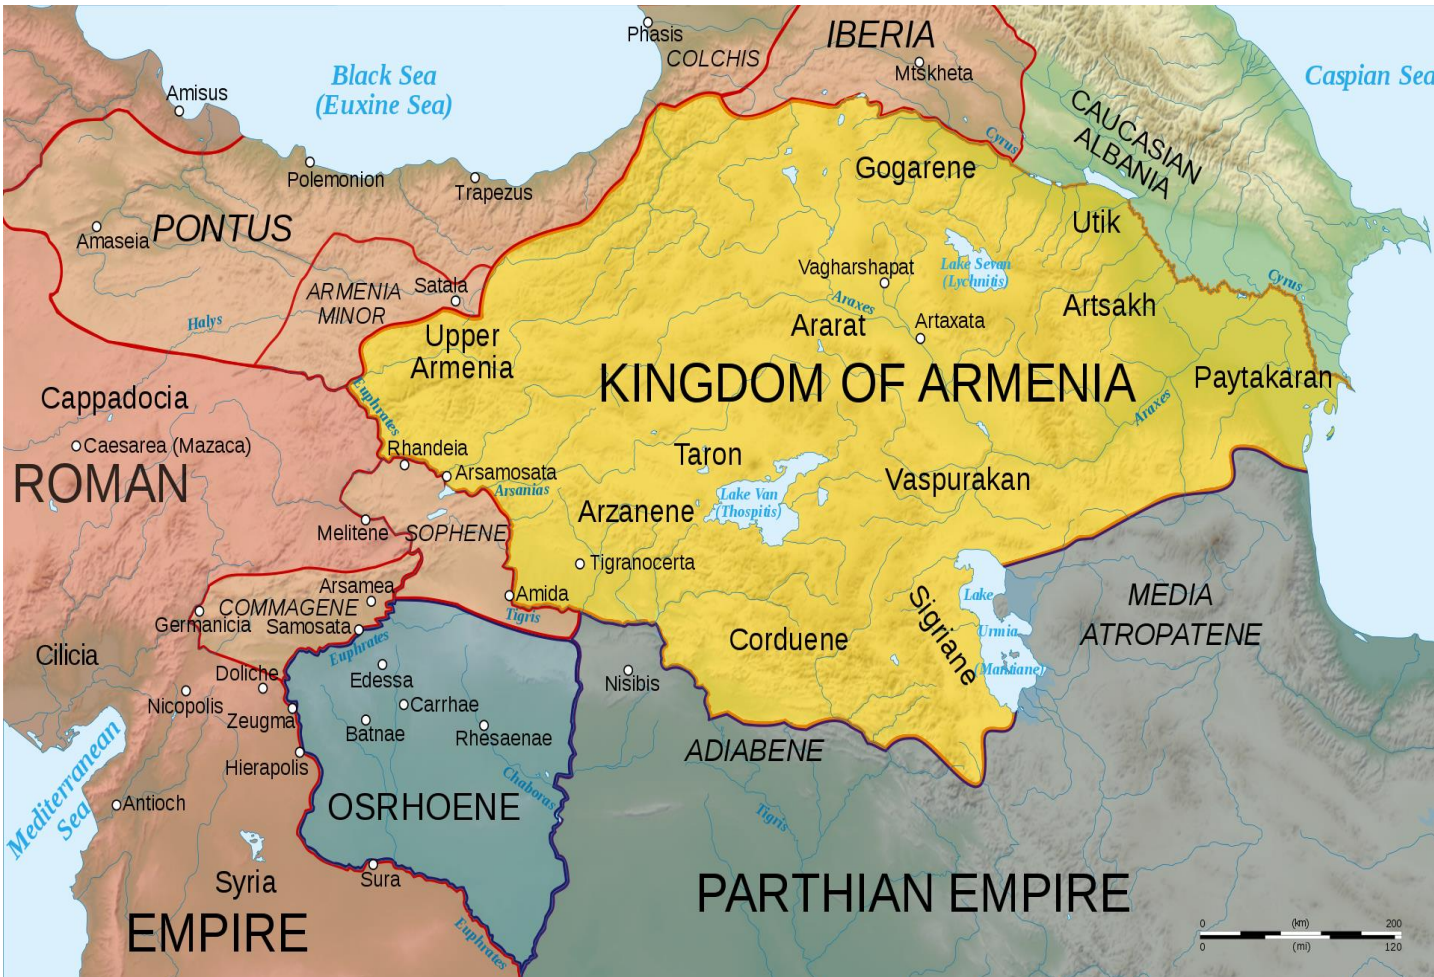 Phasis
COLCHIS
IBERIA
Mtskheta
Black Sea
(Euxine Sea)
Caspian Sea
Amisus
CAUCASIAN
ALBANIA
Cyrus
Gogarene
Polemonion
Trapezus
PONTUS
Amaseia
Utik
Vagharshapat
Lake Sevan
(Lychnitis)
Cyrus
Satala
ARMENIA
MINOR
Halys
Araxes
Artsakh
Ararat
Artaxata
Upper
Armenia
KINGDOM OF ARMENIA
Paytakaran
Euphrates
Araxes
Cappadocia
Caesarea (Mazaca)
Rhandeia
Taron
ROMAN
Arsamosata
Arsanias
Vaspurakan
Lake Van
(Thospitis)
Arzanene
Melitene
SOPHENE
Tigranocerta
Arsamea
Amida
COMMAGENE
Tigris
Germanicia
Samosata
Lake
Urmia
(Mantiane)
MEDIA
ATROPATENE
Sigriane
Corduene
Euphrates
Cilicia
Doliche
Edessa
Nisibis
Nicopolis
Zeugma
Carrhae
Batnae
Rhesaenae
Hierapolis
ADIABENE
Mediterranean
Sea
Antioch
Chaboras
OSRHOENE
Tigris
Syria
Sura
PARTHIAN EMPIRE
EMPIRE
Euphrates
0 (km) 200
0 (mi) 120